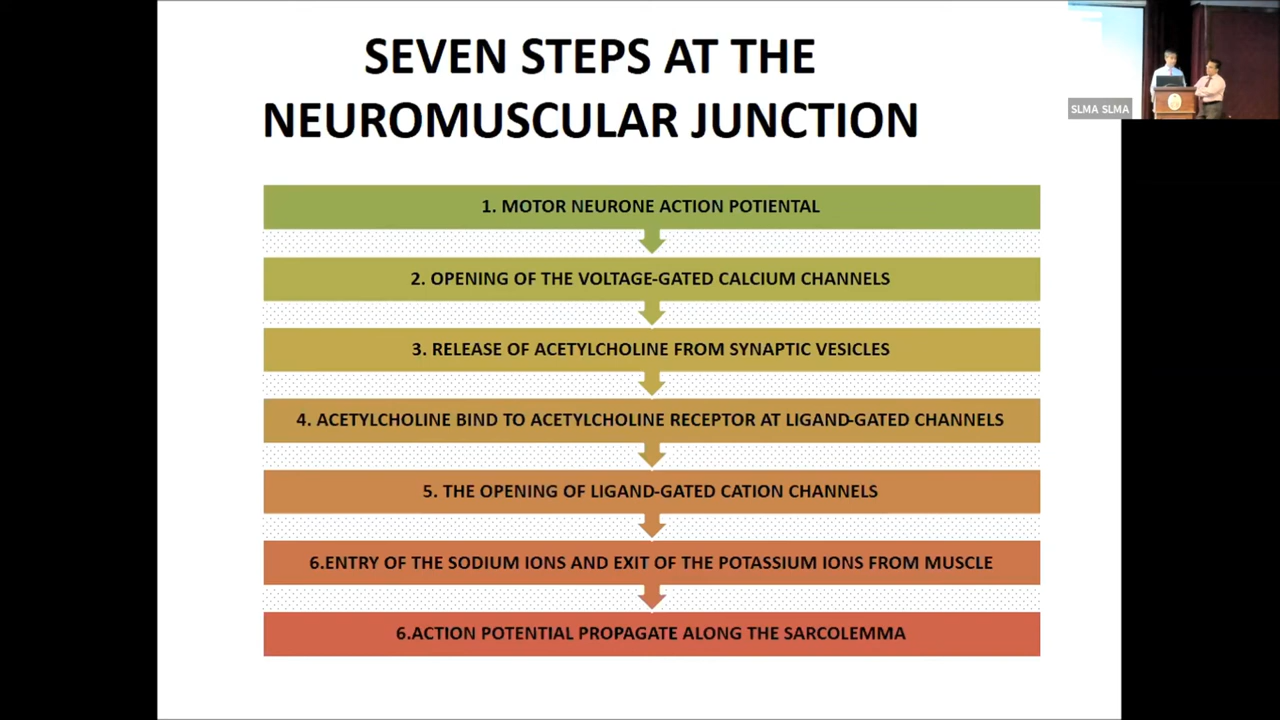 SEVEN STEPS AT THE
NEUROMUSCULAR JUNCTION
SLMA SLMA
1. MOTOR NEURONE ACTION POTIENTAL
2. OPENING OF THE VOLTAGE-GATED CALCIUM CHANNELS
3. RELEASE OF ACETYLCHOLINE FROM SYNAPTIC VESICLES
4. ACETYLCHOLINE BIND TO ACETYLCHOLINE RECEPTOR AT LIGAND-GATED CHANNELS
5. THE OPENING OF LIGAND-GATED CATION CHANNELS
6.ENTRY OF THE SODIUM IONS AND EXIT OF THE POTASSIUM IONS FROM MUSCLE
6.ACTION POTENTIAL PROPAGATE ALONG THE SARCOLEMMA